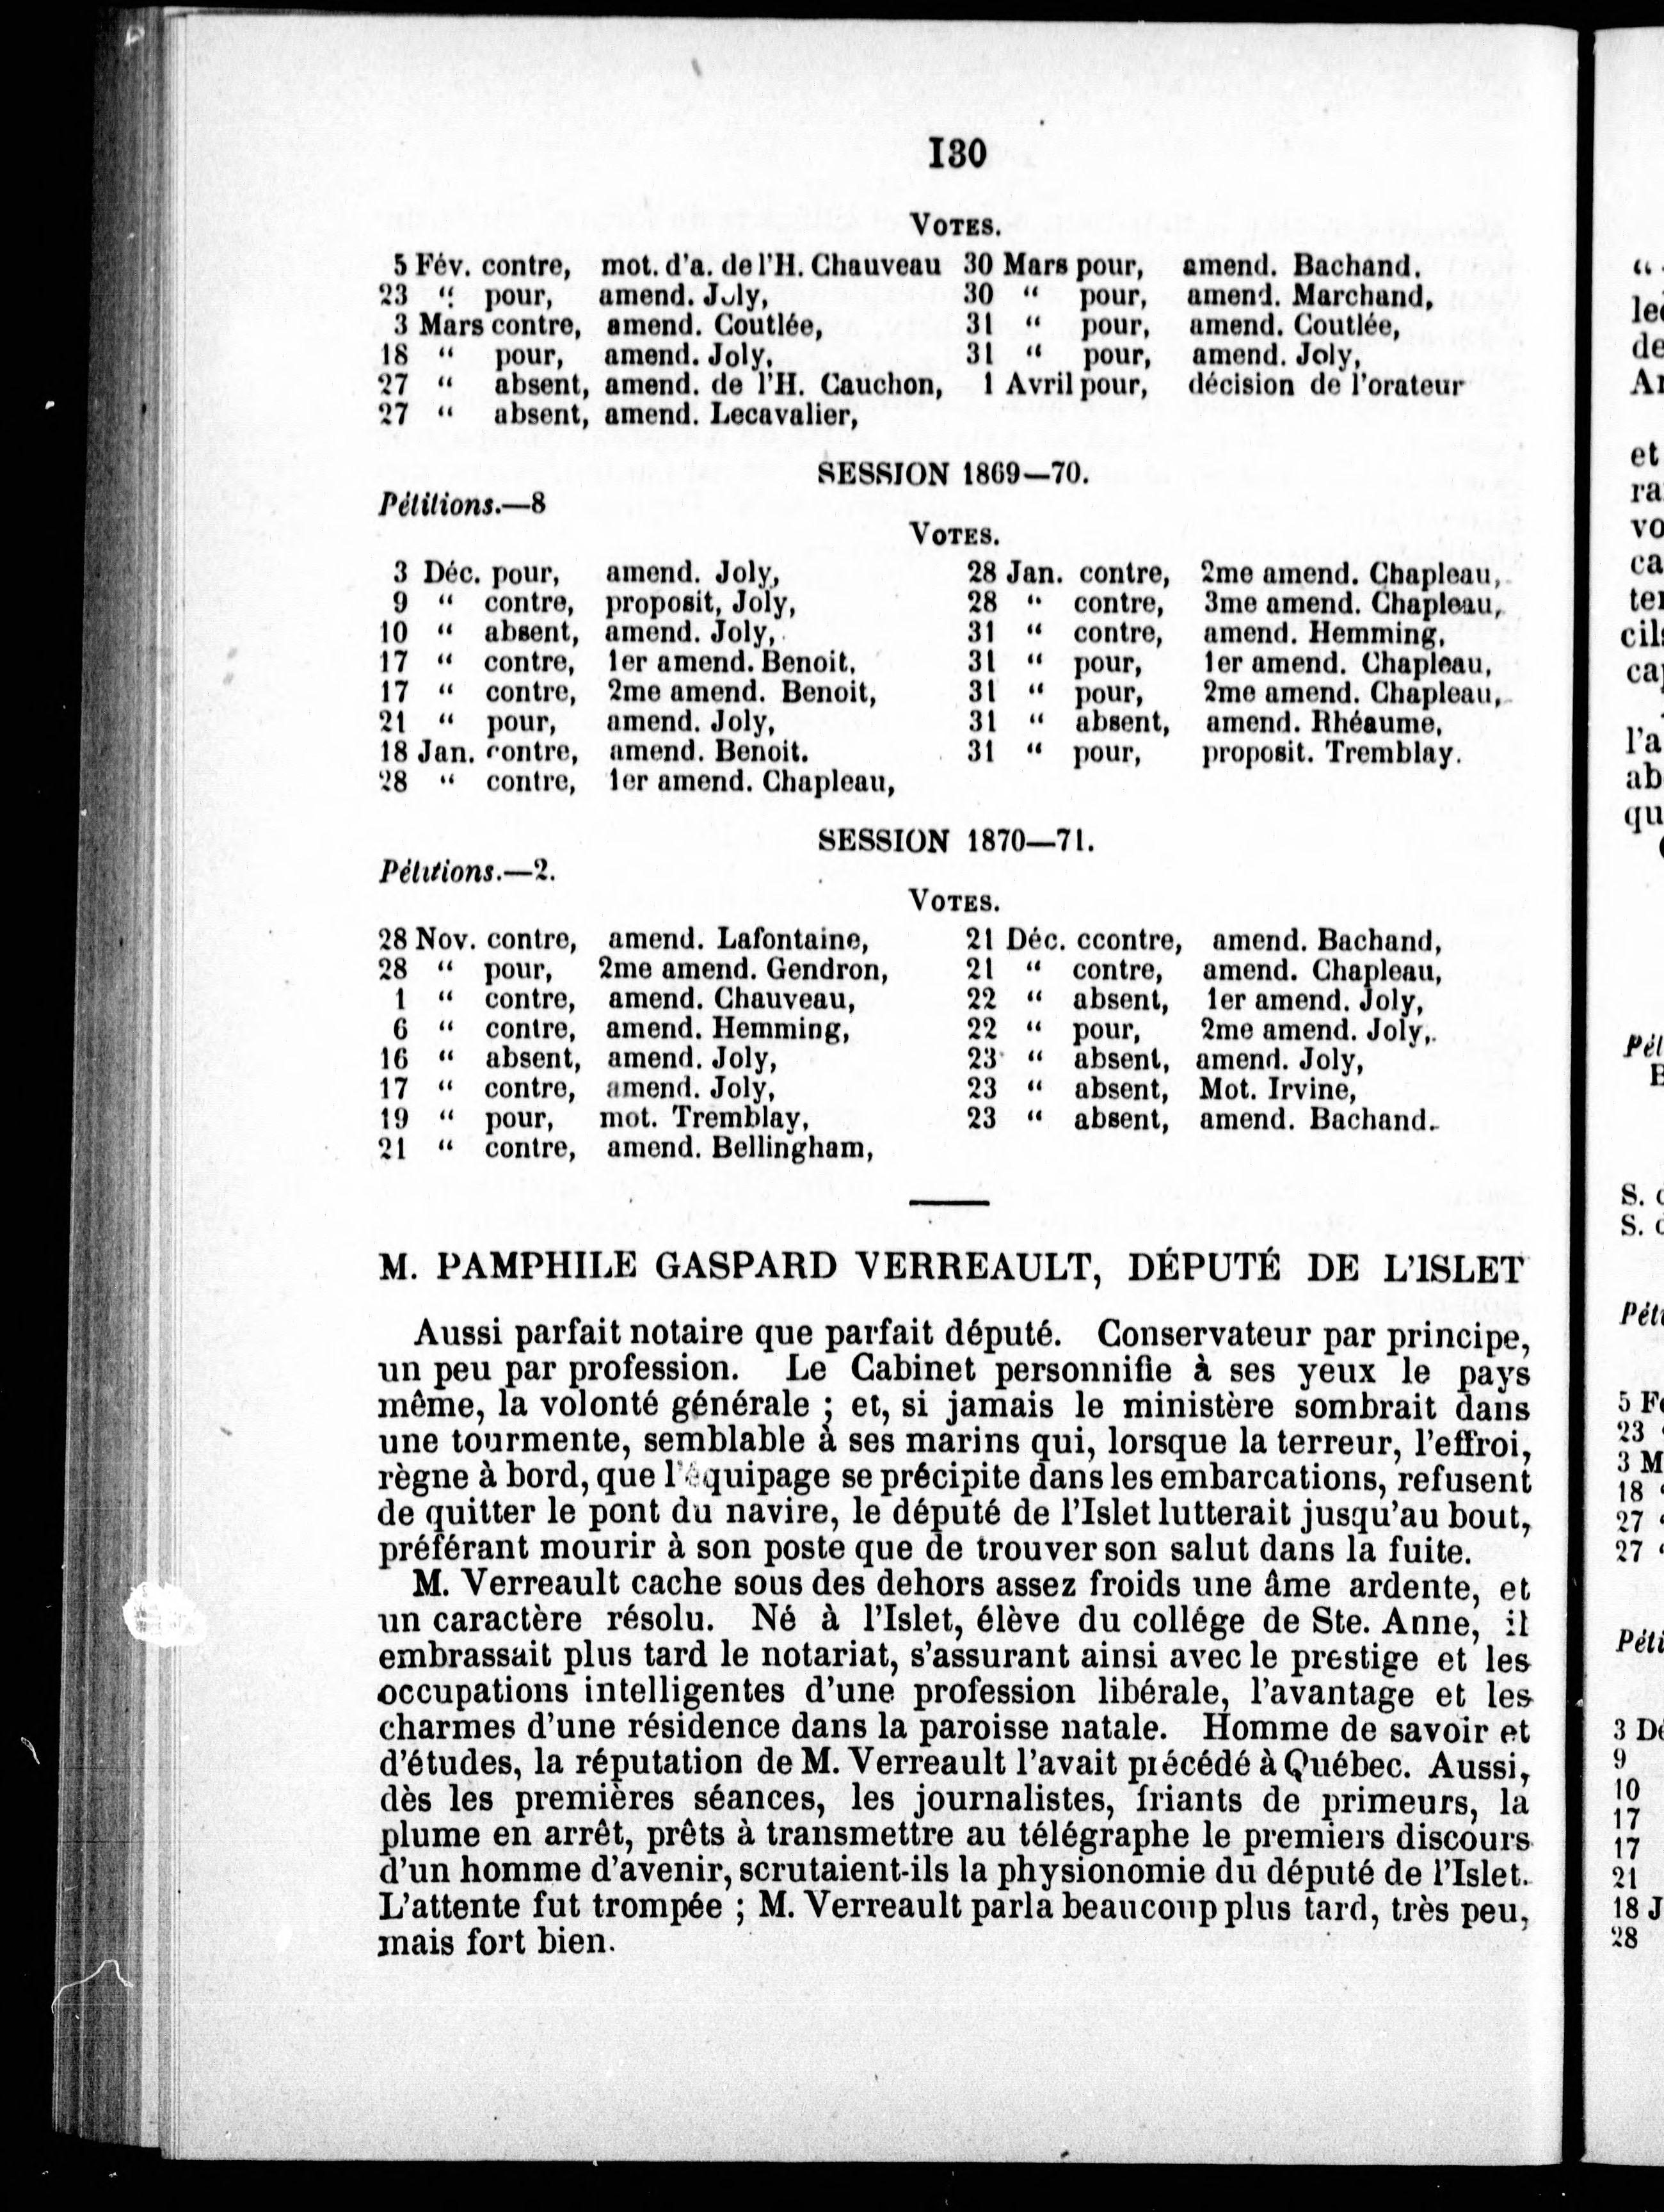 130
VOTES.
5 Fév. contre, mot. d'a. de l'H. Chauveau
23 " pour, amend. Joly,
3 Mars contre, amend. Coutlée,
18 " pour, amend. Joly,
27 " absent, amend. de l'H. Cauchon,
27 " absent, amend. Lecavalier,
30 Mars pour, amend. Bachand.
30 " pour, amend. Marchand,
31 " pour, amend. Coutlée,
31 " pour, amend. Joly,
1 Avril pour, décision de l'orateur
SESSION 1869—70.
Pétitions.—8
VOTES.
3 Déc. pour, amend. Joly,
9 " contre, proposit, Joly,
10 " absent, amend. Joly,
17 " contre, 1er amend. Benoit,
17 " contre, 2me amend. Benoit,
21 " pour, amend. Joly,
18 Jan. contre, amend. Benoit.
28 " contre, 1er amend. Chapleau,
28 Jan. contre, 2me amend. Chapleau,
28 " contre, 3me amend. Chapleau,
31 " contre, amend. Hemming,
31 " pour, 1er amend. Chapleau,
31 " pour, 2me amend. Chapleau,
31 " absent, amend. Rhéaume,
31 " pour, proposit. Tremblay.
SESSION 1870—71.
Pétitions.—2.
VOTES.
28 Nov. contre, amend. Lafontaine,
28 " pour, 2me amend. Gendron,
1 " contre, amend. Chauveau,
6 " contre, amend. Hemming,
16 " absent, amend. Joly,
17 " contre, amend. Joly,
19 " pour, mot. Tremblay,
21 " contre, amend. Bellingham,
21 Déc. ccontre, amend. Bachand,
21 " contre, amend. Chapleau,
22 " absent, 1er amend. Joly,
22 " pour, 2me amend. Joly,
23 " absent, amend. Joly,
23 " absent, Mot. Irvine,
23 " absent, amend. Bachand.
M. PAMPHILE GASPARD VERREAULT, DÉPUTÉ DE L'ISLET
Aussi parfait notaire que parfait député. Conservateur par principe,
un peu par profession. Le Cabinet personnifie à ses yeux le pays
même, la volonté générale ; et, si jamais le ministère sombrait dans
une tourmente, semblable à ses marins qui, lorsque la terreur, l'effroi,
règne à bord, que l'équipage se précipite dans les embarcations, refusent
de quitter le pont du navire, le député de l'Islet lutterait jusqu'au bout,
préférant mourir à son poste que de trouver son salut dans la fuite.
M. Verreault cache sous des dehors assez froids une âme ardente, et
un caractère résolu. Né à l'Islet, élève du collége de Ste. Anne, il
embrassait plus tard le notariat, s'assurant ainsi avec le prestige et les
occupations intelligentes d'une profession libérale, l'avantage et les
charmes d'une résidence dans la paroisse natale. Homme de savoir et
d'études, la réputation de M. Verreault l'avait précédé à Québec. Aussi,
dès les premières séances, les journalistes, friants de primeurs, la
plume en arrêt, prêts à transmettre au télégraphe le premiers discours
d'un homme d'avenir, scrutaient-ils la physionomie du député de l'Islet.
L'attente fut trompée ; M. Verreault parla beaucoup plus tard, très peu,
mais fort bien.